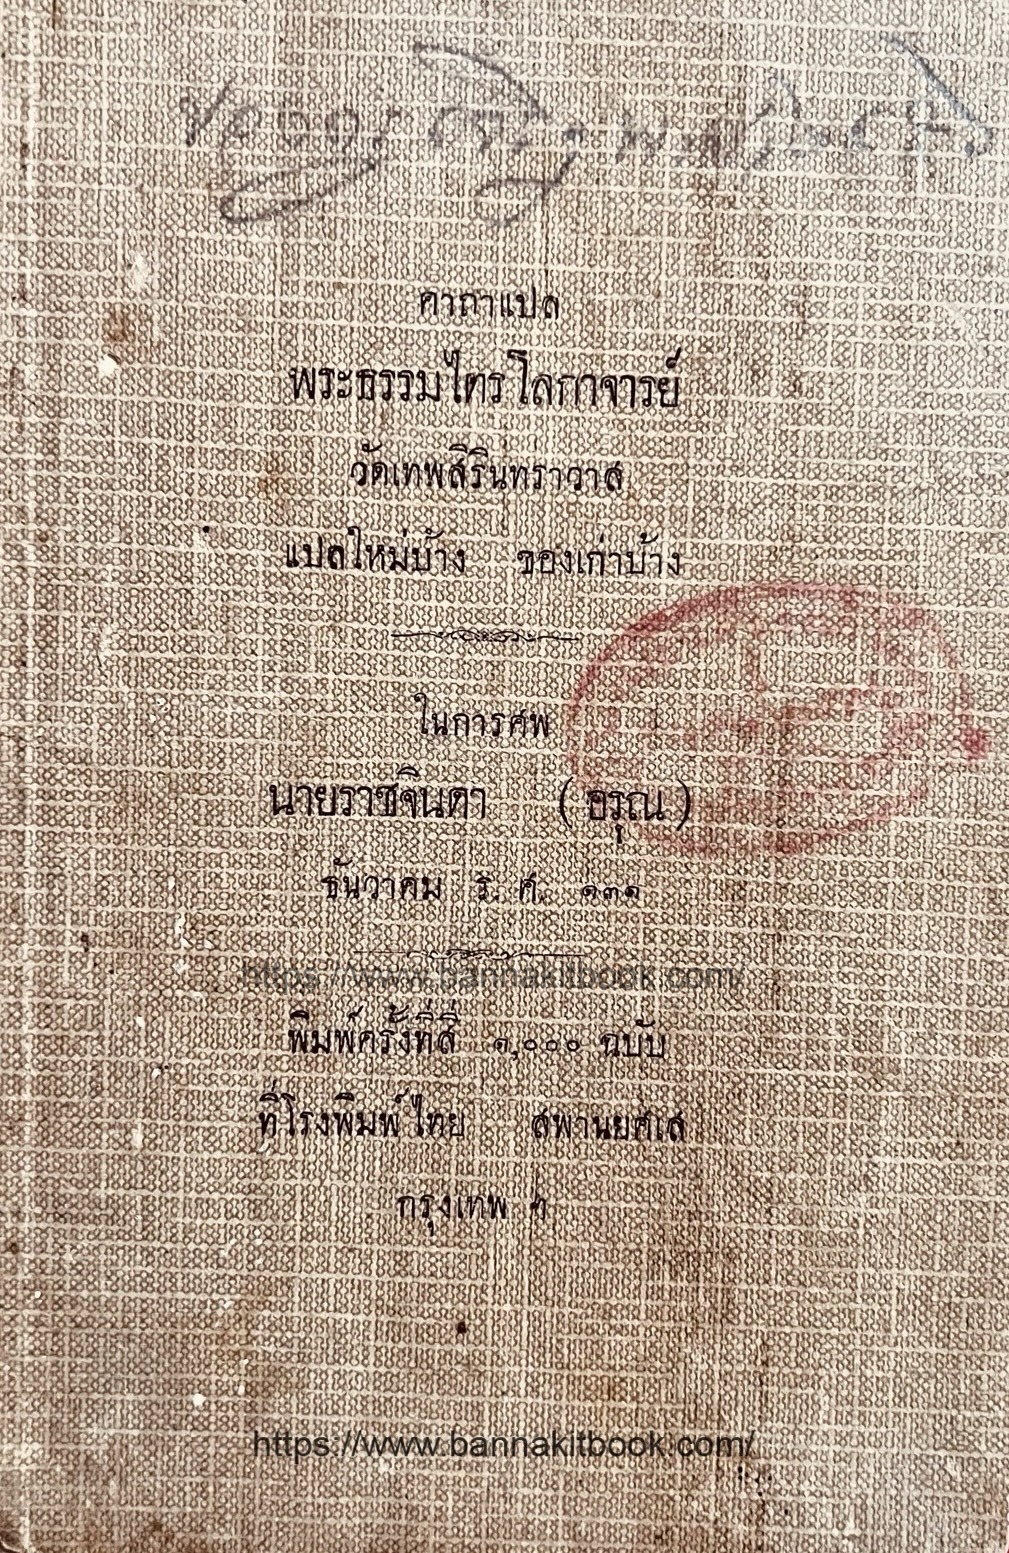 คาถาแปล
พระธรรมไตรโลกาจารย์
วัดเทพสิรินทราวาส
แปลใหม่บ้าง ของเก่าบ้าง
ในการศพ
นายราชจินดา ( อรุณ )
ธันวาคม ร. ศ. ๑๓๑
https://www.bannakitbook.com/
พิมพ์ครั้งที่สี่ ๑,๐๐๐ ฉบับ
ที่โรงพิมพ์ไทย สพานยศเส
กรุงเทพ ฯ
https://www.bannakitbook.com/